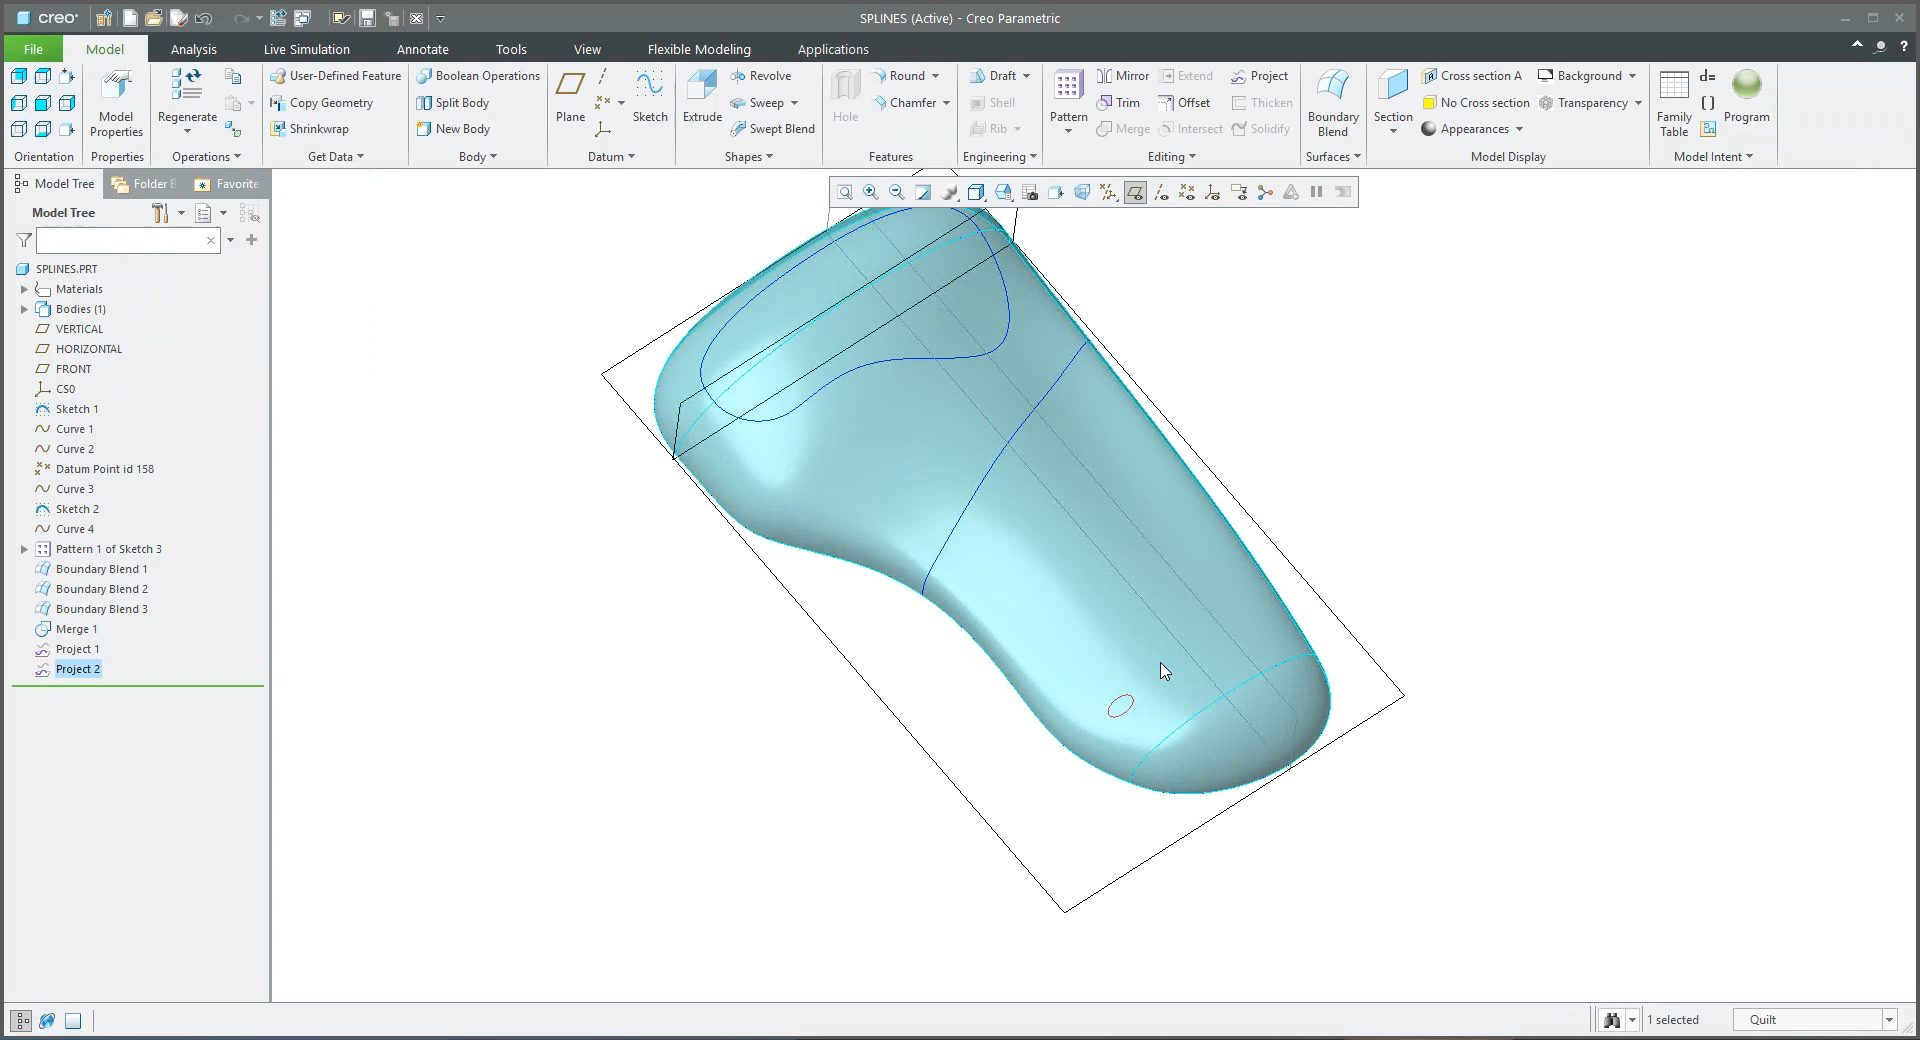 creo·
SPLINES (Active) - Creo Parametric
File
Model
Analysis
Live Simulation
Annotate
Tools
View
Flexible Modeling
Applications
?
Model
Properties
Regenerate
User-Defined Feature
Copy Geometry
Shrinkwrap
Boolean Operations
Split Body
New Body
Plane
Sketch
Extrude
Revolve
Sweep
Swept Blend
Hole
Round
Chamfer
Draft
Shell
Rib
Pattern
Mirror
Trim
Merge
Extend
Offset
Intersect
Project
Thicken
Solidify
Boundary
Blend
Section
Cross section A
No Cross section
Appearances
Background
Transparency
Family
Table
d=
[ ]
Program
Orientation
Properties
Operations
Get Data
Body
Datum
Shapes
Features
Engineering
Editing
Surfaces
Model Display
Model Intent
Model Tree
Folder B
Favorite
Model Tree
SPLINES.PRT
Materials
Bodies (1)
VERTICAL
HORIZONTAL
FRONT
CS0
Sketch 1
Curve 1
Curve 2
Datum Point id 158
Curve 3
Sketch 2
Curve 4
Pattern 1 of Sketch 3
Boundary Blend 1
Boundary Blend 2
Boundary Blend 3
Merge 1
Project 1
Project 2
1 selected
Quilt